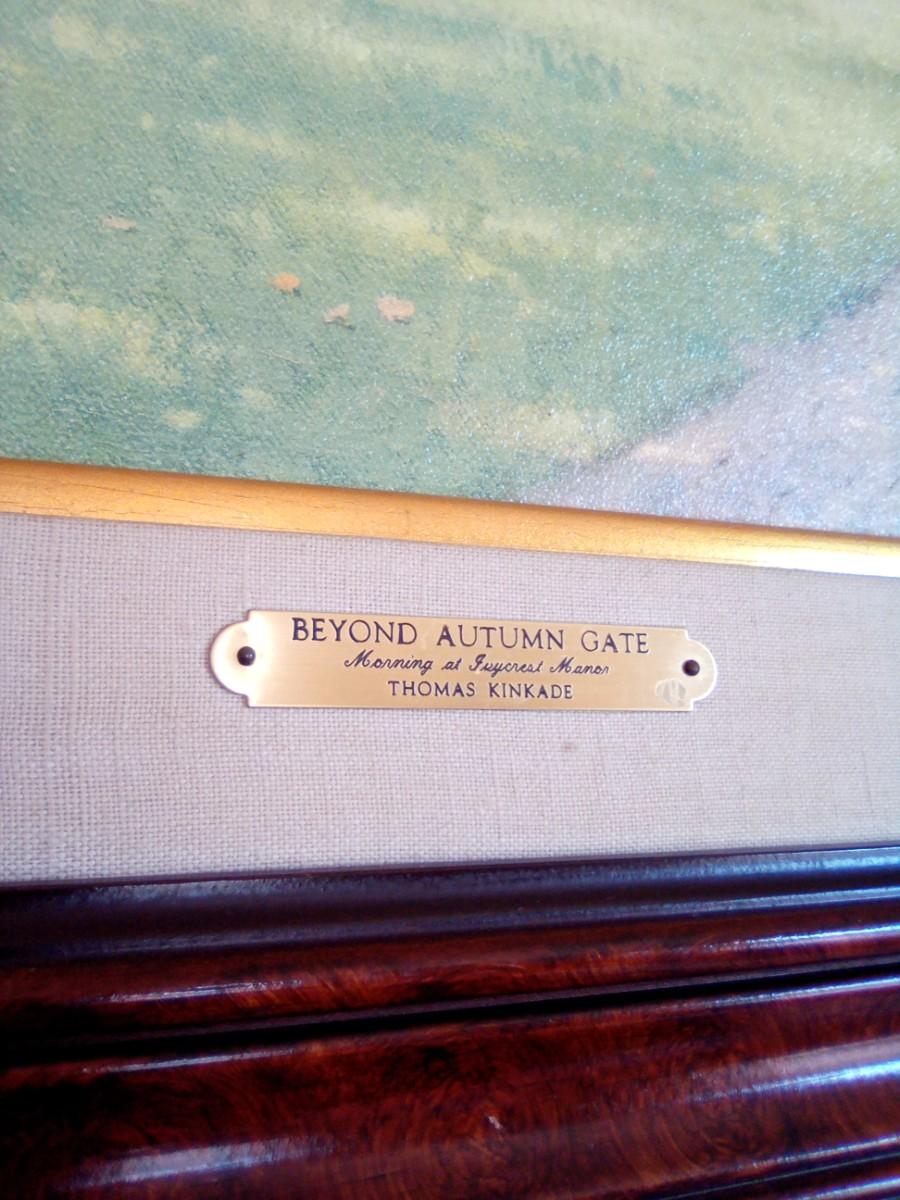 BEYOND AUTUMN GATE
Morning at Ivycrest Manor
THOMAS KINKADE